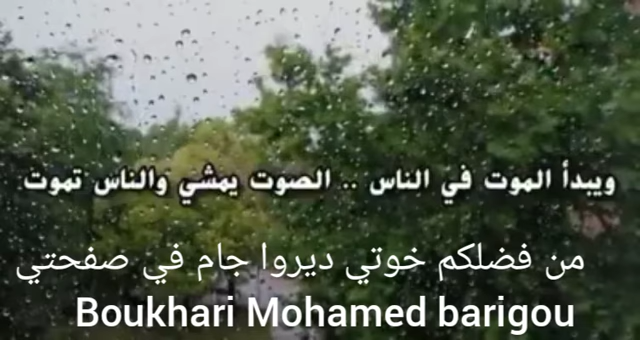 ويبدأ الموت في الناس .. الصوت يمشي والناس تموت
من فضلكم خوتي ديروا جام في صفحتي
Boukhari Mohamed barigou